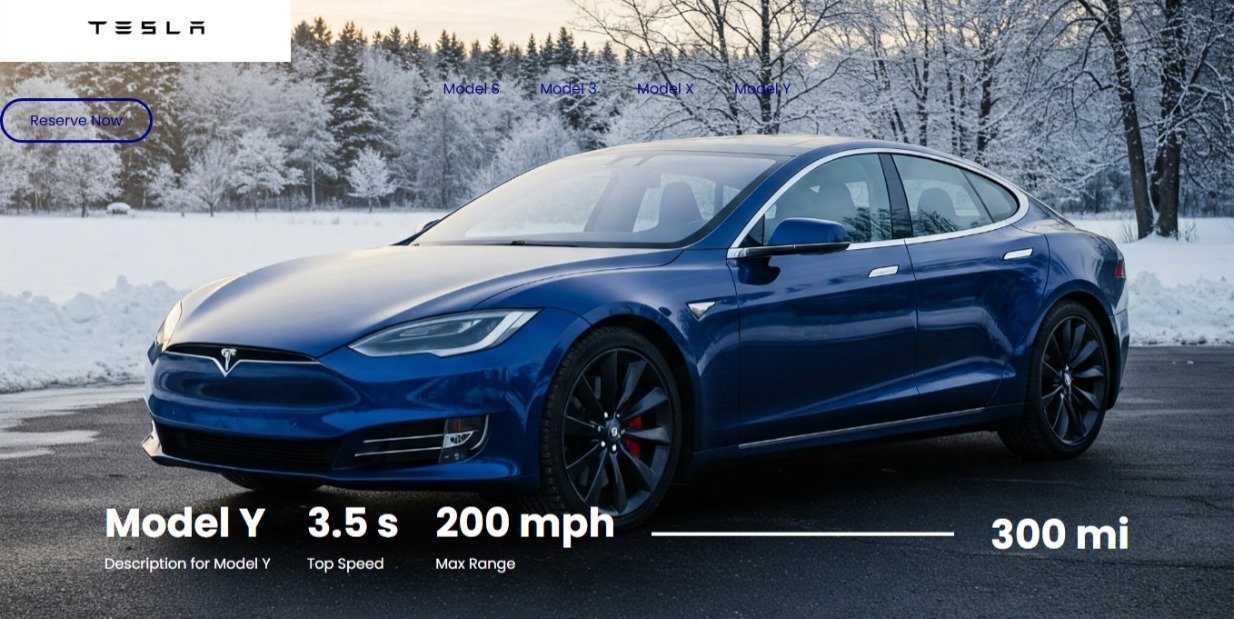 TESLA
Model S Model 3 Model X Model Y
Reserve Now
Model Y 3.5 s 200 mph 300 mi
Description for Model Y Top Speed Max Range